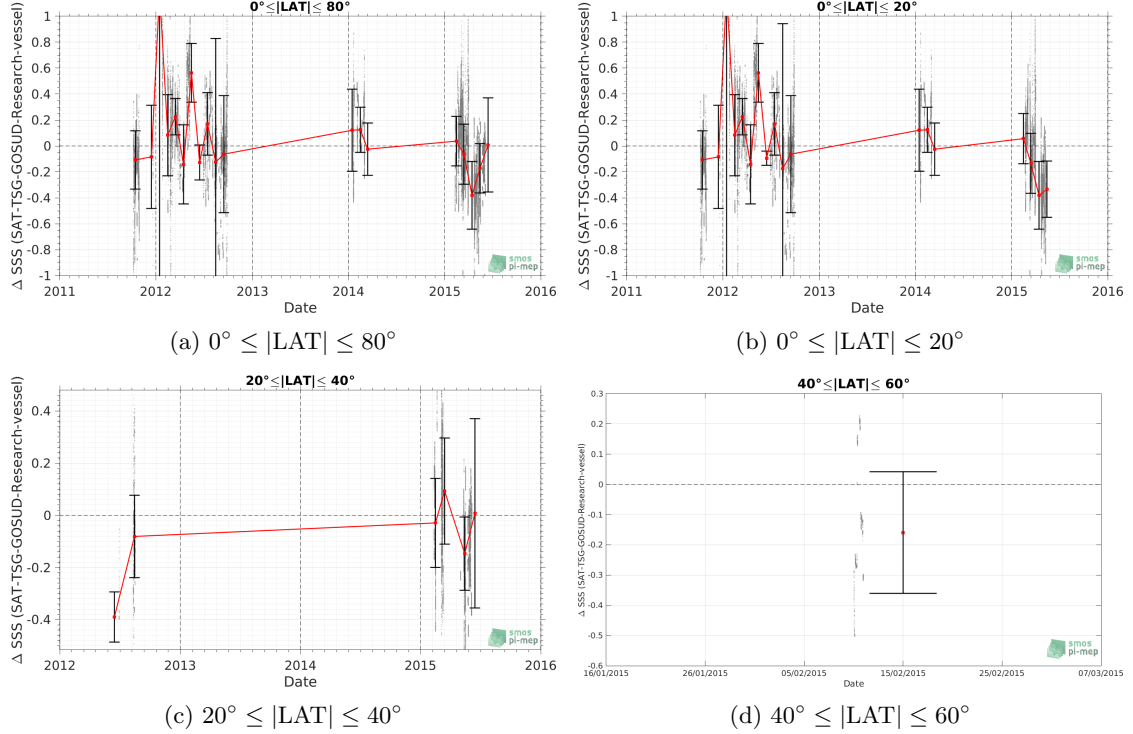 0°≤|LAT|≤ 80°
Δ SSS (SAT-TSG-GOSUD-Research-vessel)
1
0.8
0.6
0.4
0.2
0
-0.2
-0.4
-0.6
-0.8
-1
2011 2012 2013 2014 2015 2016
Date
smos
pi-mep
(a) 0° ≤ |LAT| ≤ 80°
0°≤|LAT|≤ 20°
Δ SSS (SAT-TSG-GOSUD-Research-vessel)
1
0.8
0.6
0.4
0.2
0
-0.2
-0.4
-0.6
-0.8
-1
2011 2012 2013 2014 2015 2016
Date
smos
pi-mep
(b) 0° ≤ |LAT| ≤ 20°
20°≤|LAT|≤ 40°
Δ SSS (SAT-TSG-GOSUD-Research-vessel)
0.4
0.2
0
-0.2
-0.4
2012 2013 2014 2015 2016
Date
smos
pi-mep
(c) 20° ≤ |LAT| ≤ 40°
40°≤|LAT|≤ 60°
Δ SSS (SAT-TSG-GOSUD-Research-vessel)
0.3
0.2
0.1
0
-0.1
-0.2
-0.3
-0.4
-0.5
-0.6
16/01/2015 26/01/2015 05/02/2015 15/02/2015 25/02/2015 07/03/2015
Date
smos
pi-mep
(d) 40° ≤ |LAT| ≤ 60°